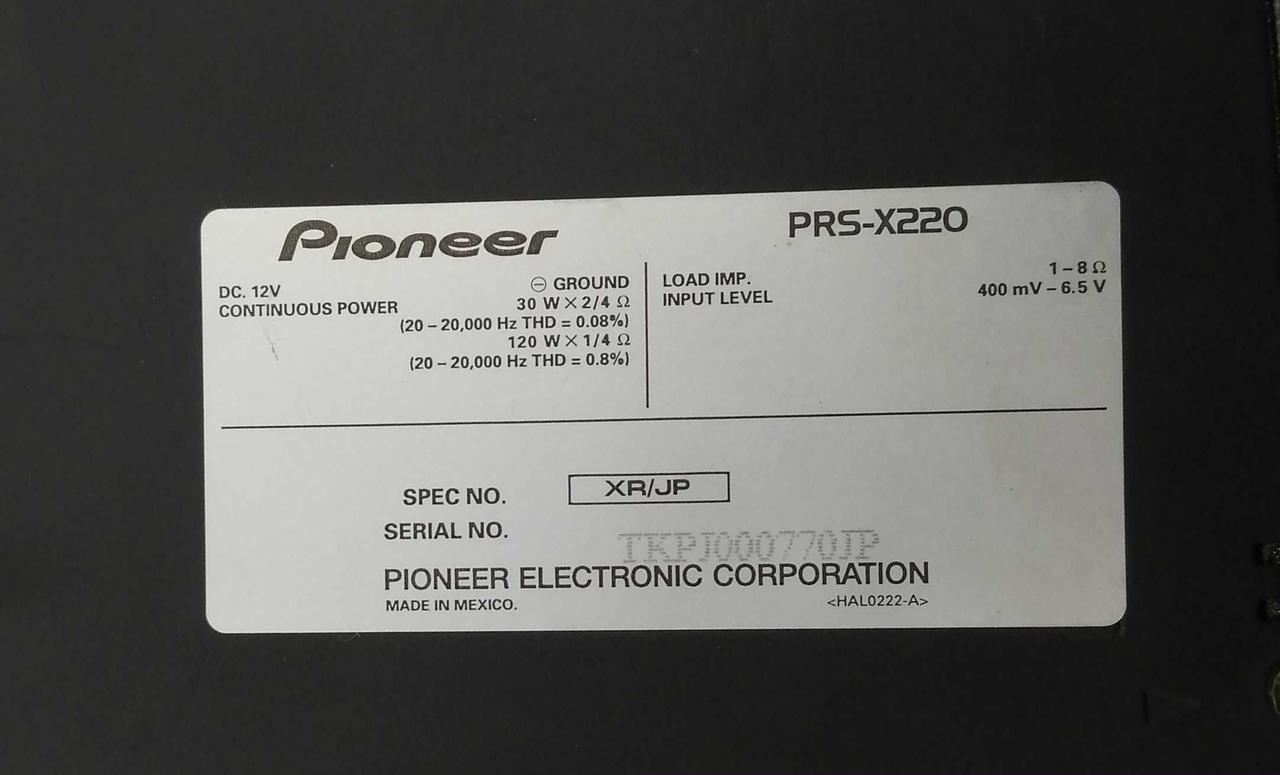 Pioneer
PRS-X220
DC. 12V ⊖ GROUND
CONTINUOUS POWER 30 W × 2/4 Ω
(20 – 20,000 Hz THD = 0.08%)
120 W × 1/4 Ω
(20 – 20,000 Hz THD = 0.8%)
LOAD IMP. 1 – 8 Ω
INPUT LEVEL 400 mV – 6.5 V
SPEC NO. XR/JP
SERIAL NO. TKPJ000770JP
PIONEER ELECTRONIC CORPORATION
MADE IN MEXICO. <HAL0222-A>